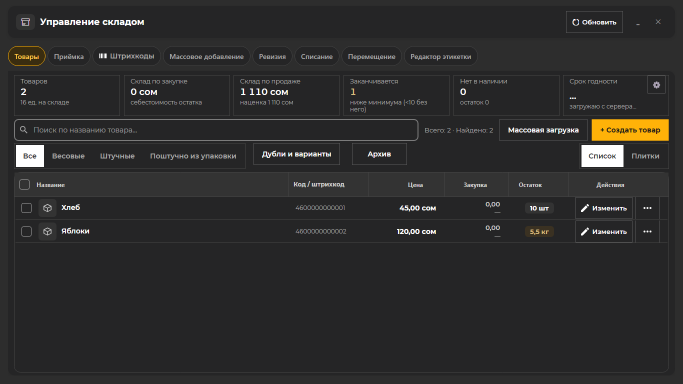 Управление складом
Обновить
Товары Приёмка Штрихкоды Массовое добавление Ревизия Списание Перемещение Редактор этикетки
Товаров
2
16 ед. на складе
Склад по закупке
0 сом
себестоимость остатка
Склад по продаже
1 110 сом
наценка 1 110 сом
Заканчивается
1
ниже минимума (<10 без
него)
Нет в наличии
0
остаток 0
Срок годности
...
загружаю с сервера...
Поиск по названию товара...
Всего: 2 · Найдено: 2
Массовая загрузка
+ Создать товар
Все Весовые Штучные Поштучно из упаковки Дубли и варианты Архив Список Плитки
Название Код / штрихкод Цена Закупка Остаток Действия
Хлеб 4600000000001 45,00 сом 0,00 10 шт Изменить ...
—
Яблоки 4600000000002 120,00 сом 0,00 5,5 кг Изменить ...
—